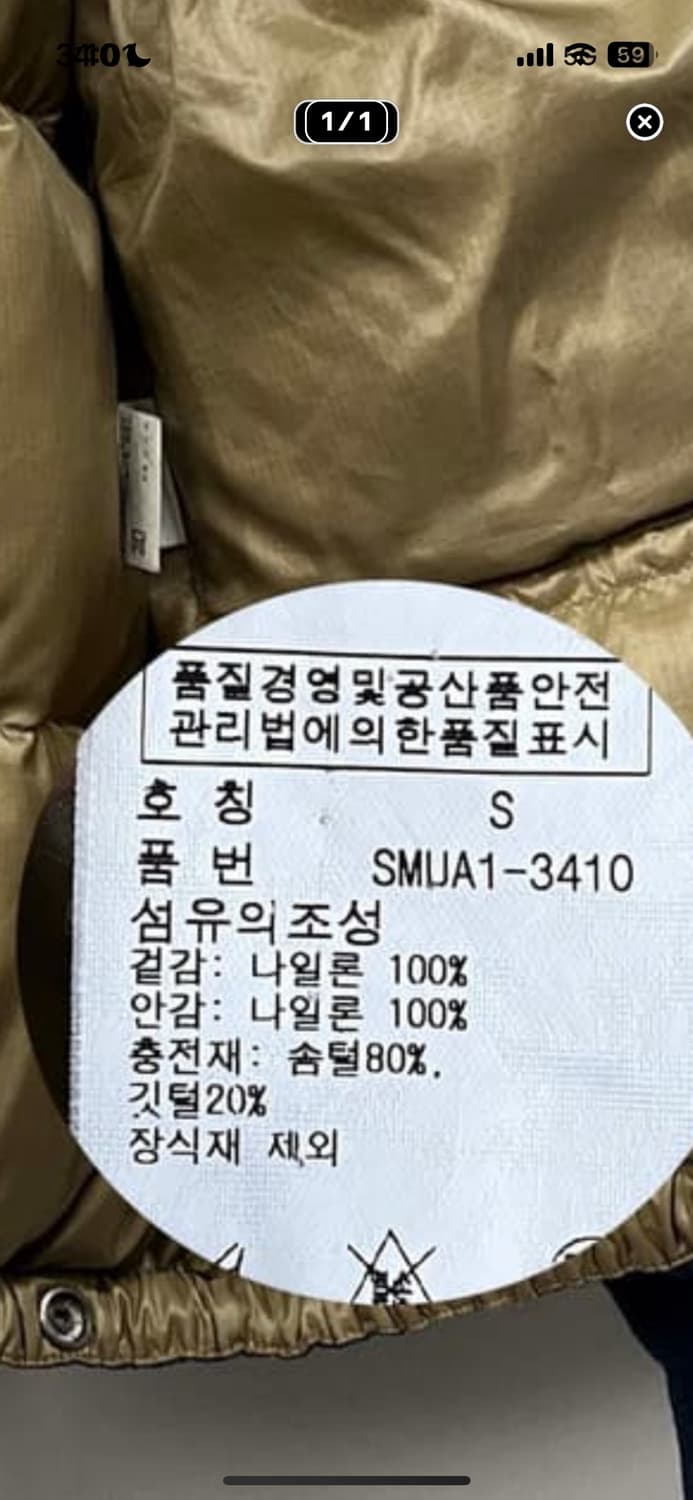 1/1
59
품질경영및공산품안전
관리법에의한품질표시
호 칭 S
품 번 SMUA1-3410
섬유의조성
겉감: 나일론 100%
안감: 나일론 100%
충전재: 솜털80%.
깃털20%
장식재 제외